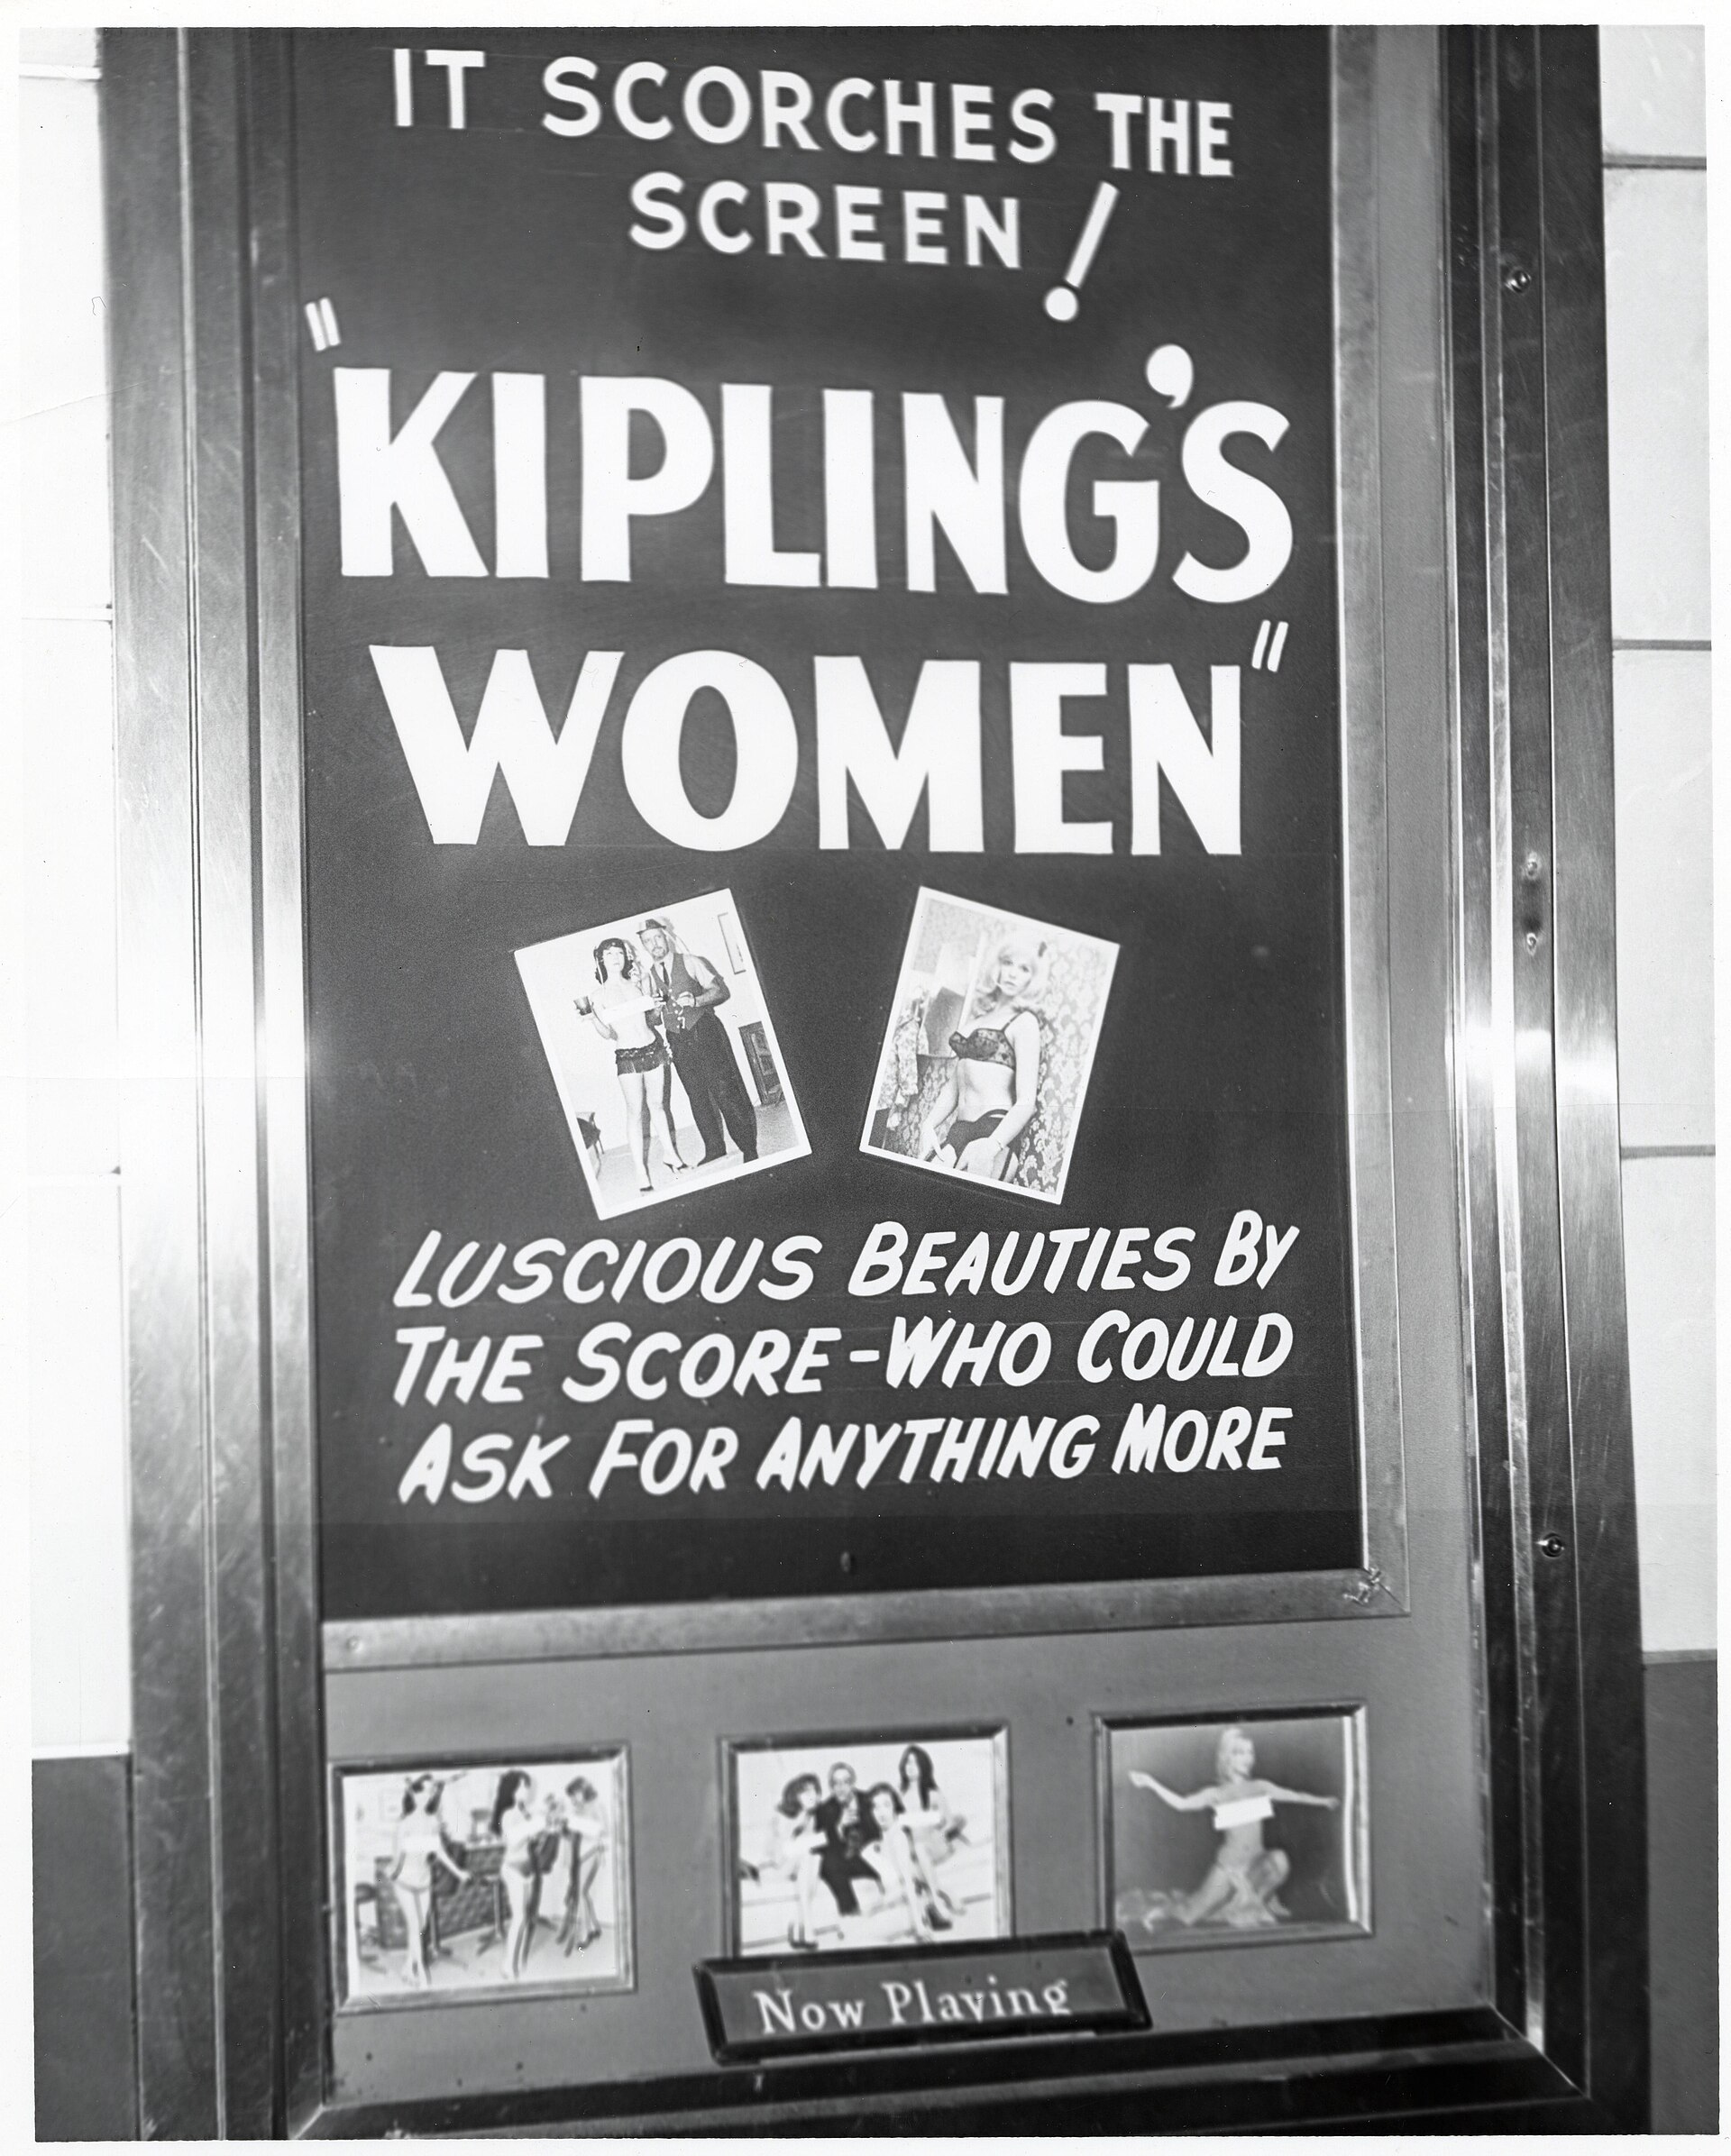 IT SCORCHES THE
SCREEN!
"KIPLING'S
WOMEN"
LUSCIOUS BEAUTIES BY
THE SCORE-WHO COULD
ASK FOR ANYTHING MORE
Now Playing